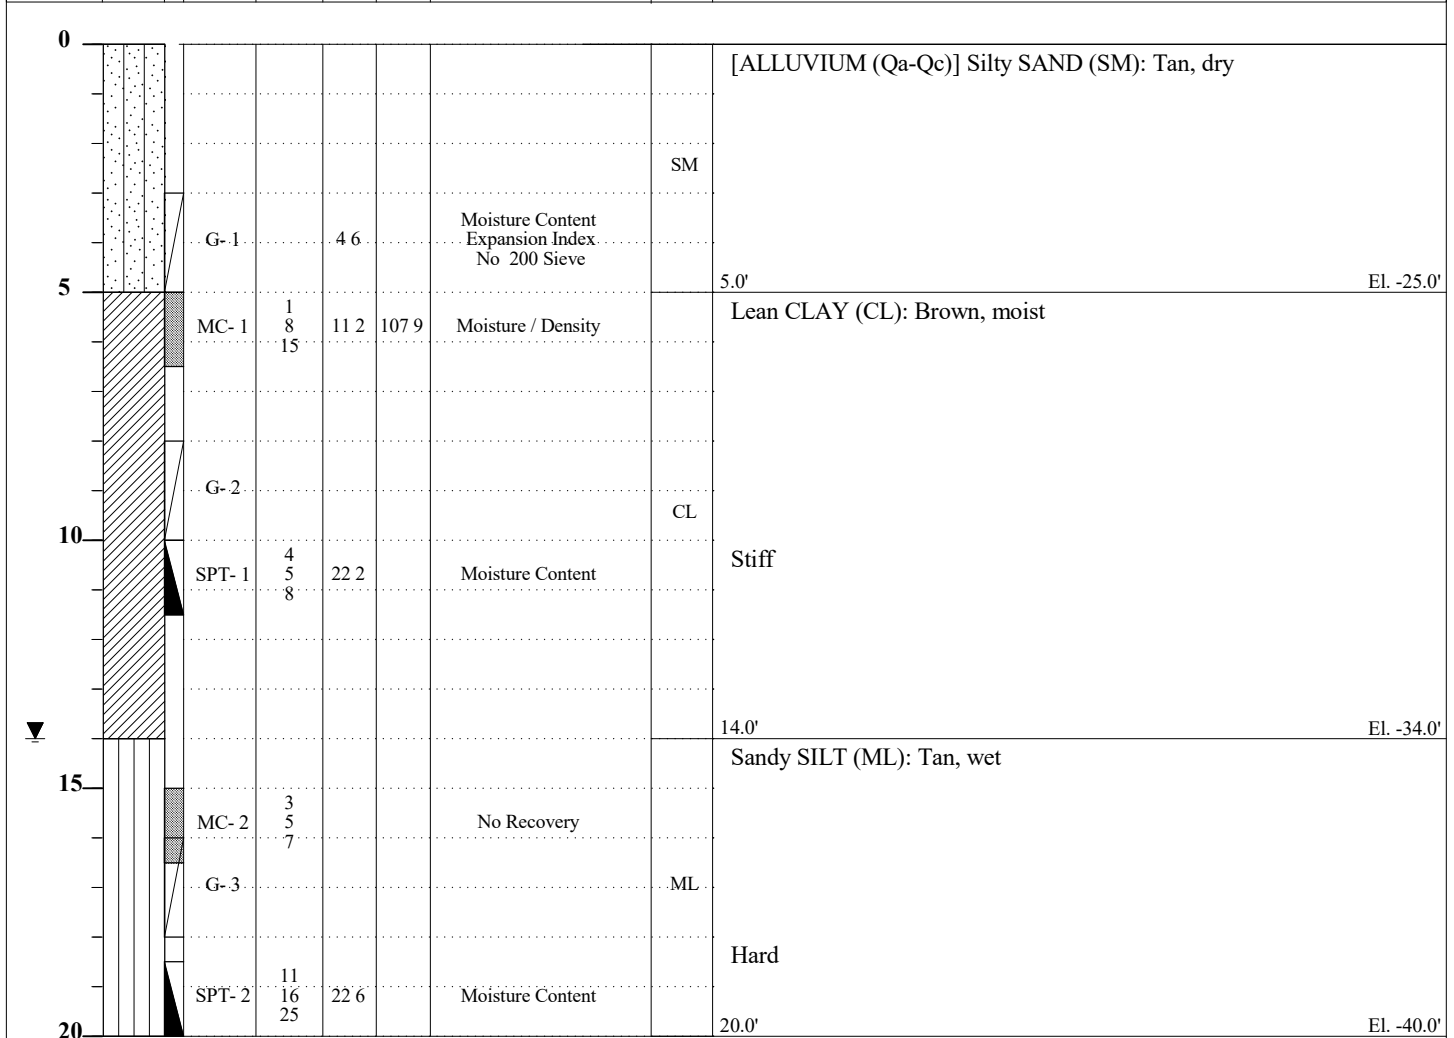 0
[ALLUVIUM (Qa-Qc)] Silty SAND (SM): Tan, dry
SM
G- 1
4 6
Moisture Content
Expansion Index
No 200 Sieve
5.0' El. -25.0'
5
Lean CLAY (CL): Brown, moist
MC- 1
1
8
15
11 2
107 9
Moisture / Density
G- 2
CL
10
Stiff
SPT- 1
4
5
8
22 2
Moisture Content
14.0' El. -34.0'
Sandy SILT (ML): Tan, wet
15
MC- 2
3
5
7
No Recovery
G- 3
ML
Hard
SPT- 2
11
16
25
22 6
Moisture Content
20.0' El. -40.0'
20